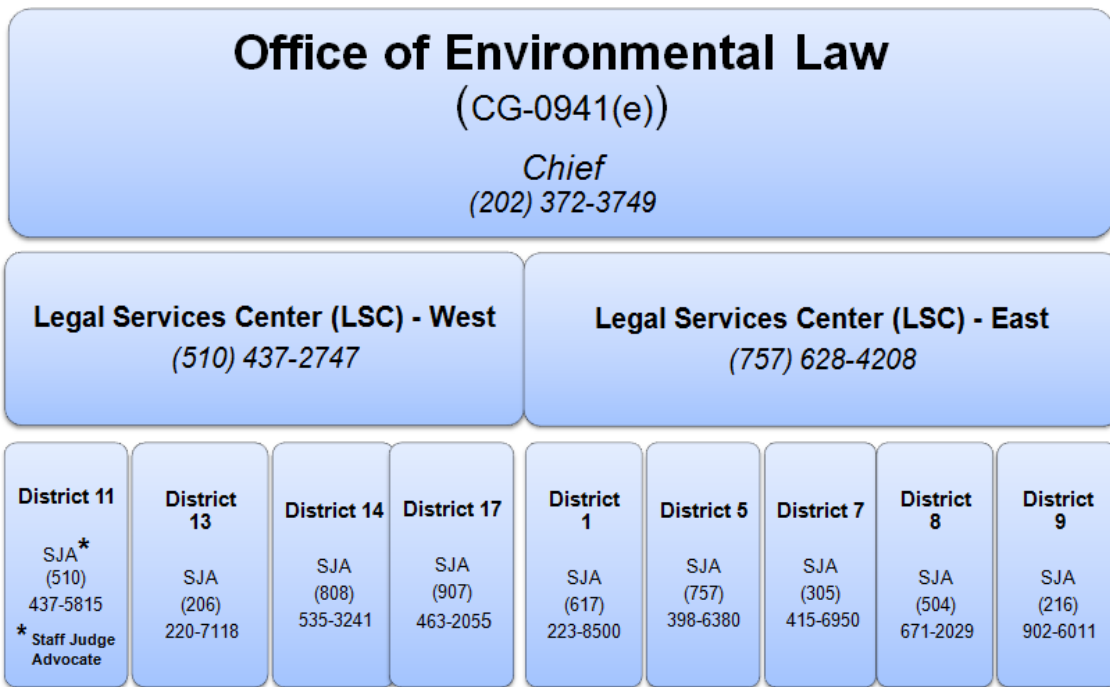 Office of Environmental Law
(CG-0941(e))
Chief
(202) 372-3749
Legal Services Center (LSC) - West
(510) 437-2747
Legal Services Center (LSC) - East
(757) 628-4208
District 11
SJA*
(510)
437-5815
* Staff Judge
Advocate
District
13
SJA
(206)
220-7118
District 14
SJA
(808)
535-3241
District 17
SJA
(907)
463-2055
District
1
SJA
(617)
223-8500
District 5
SJA
(757)
398-6380
District 7
SJA
(305)
415-6950
District
8
SJA
(504)
671-2029
District
9
SJA
(216)
902-6011